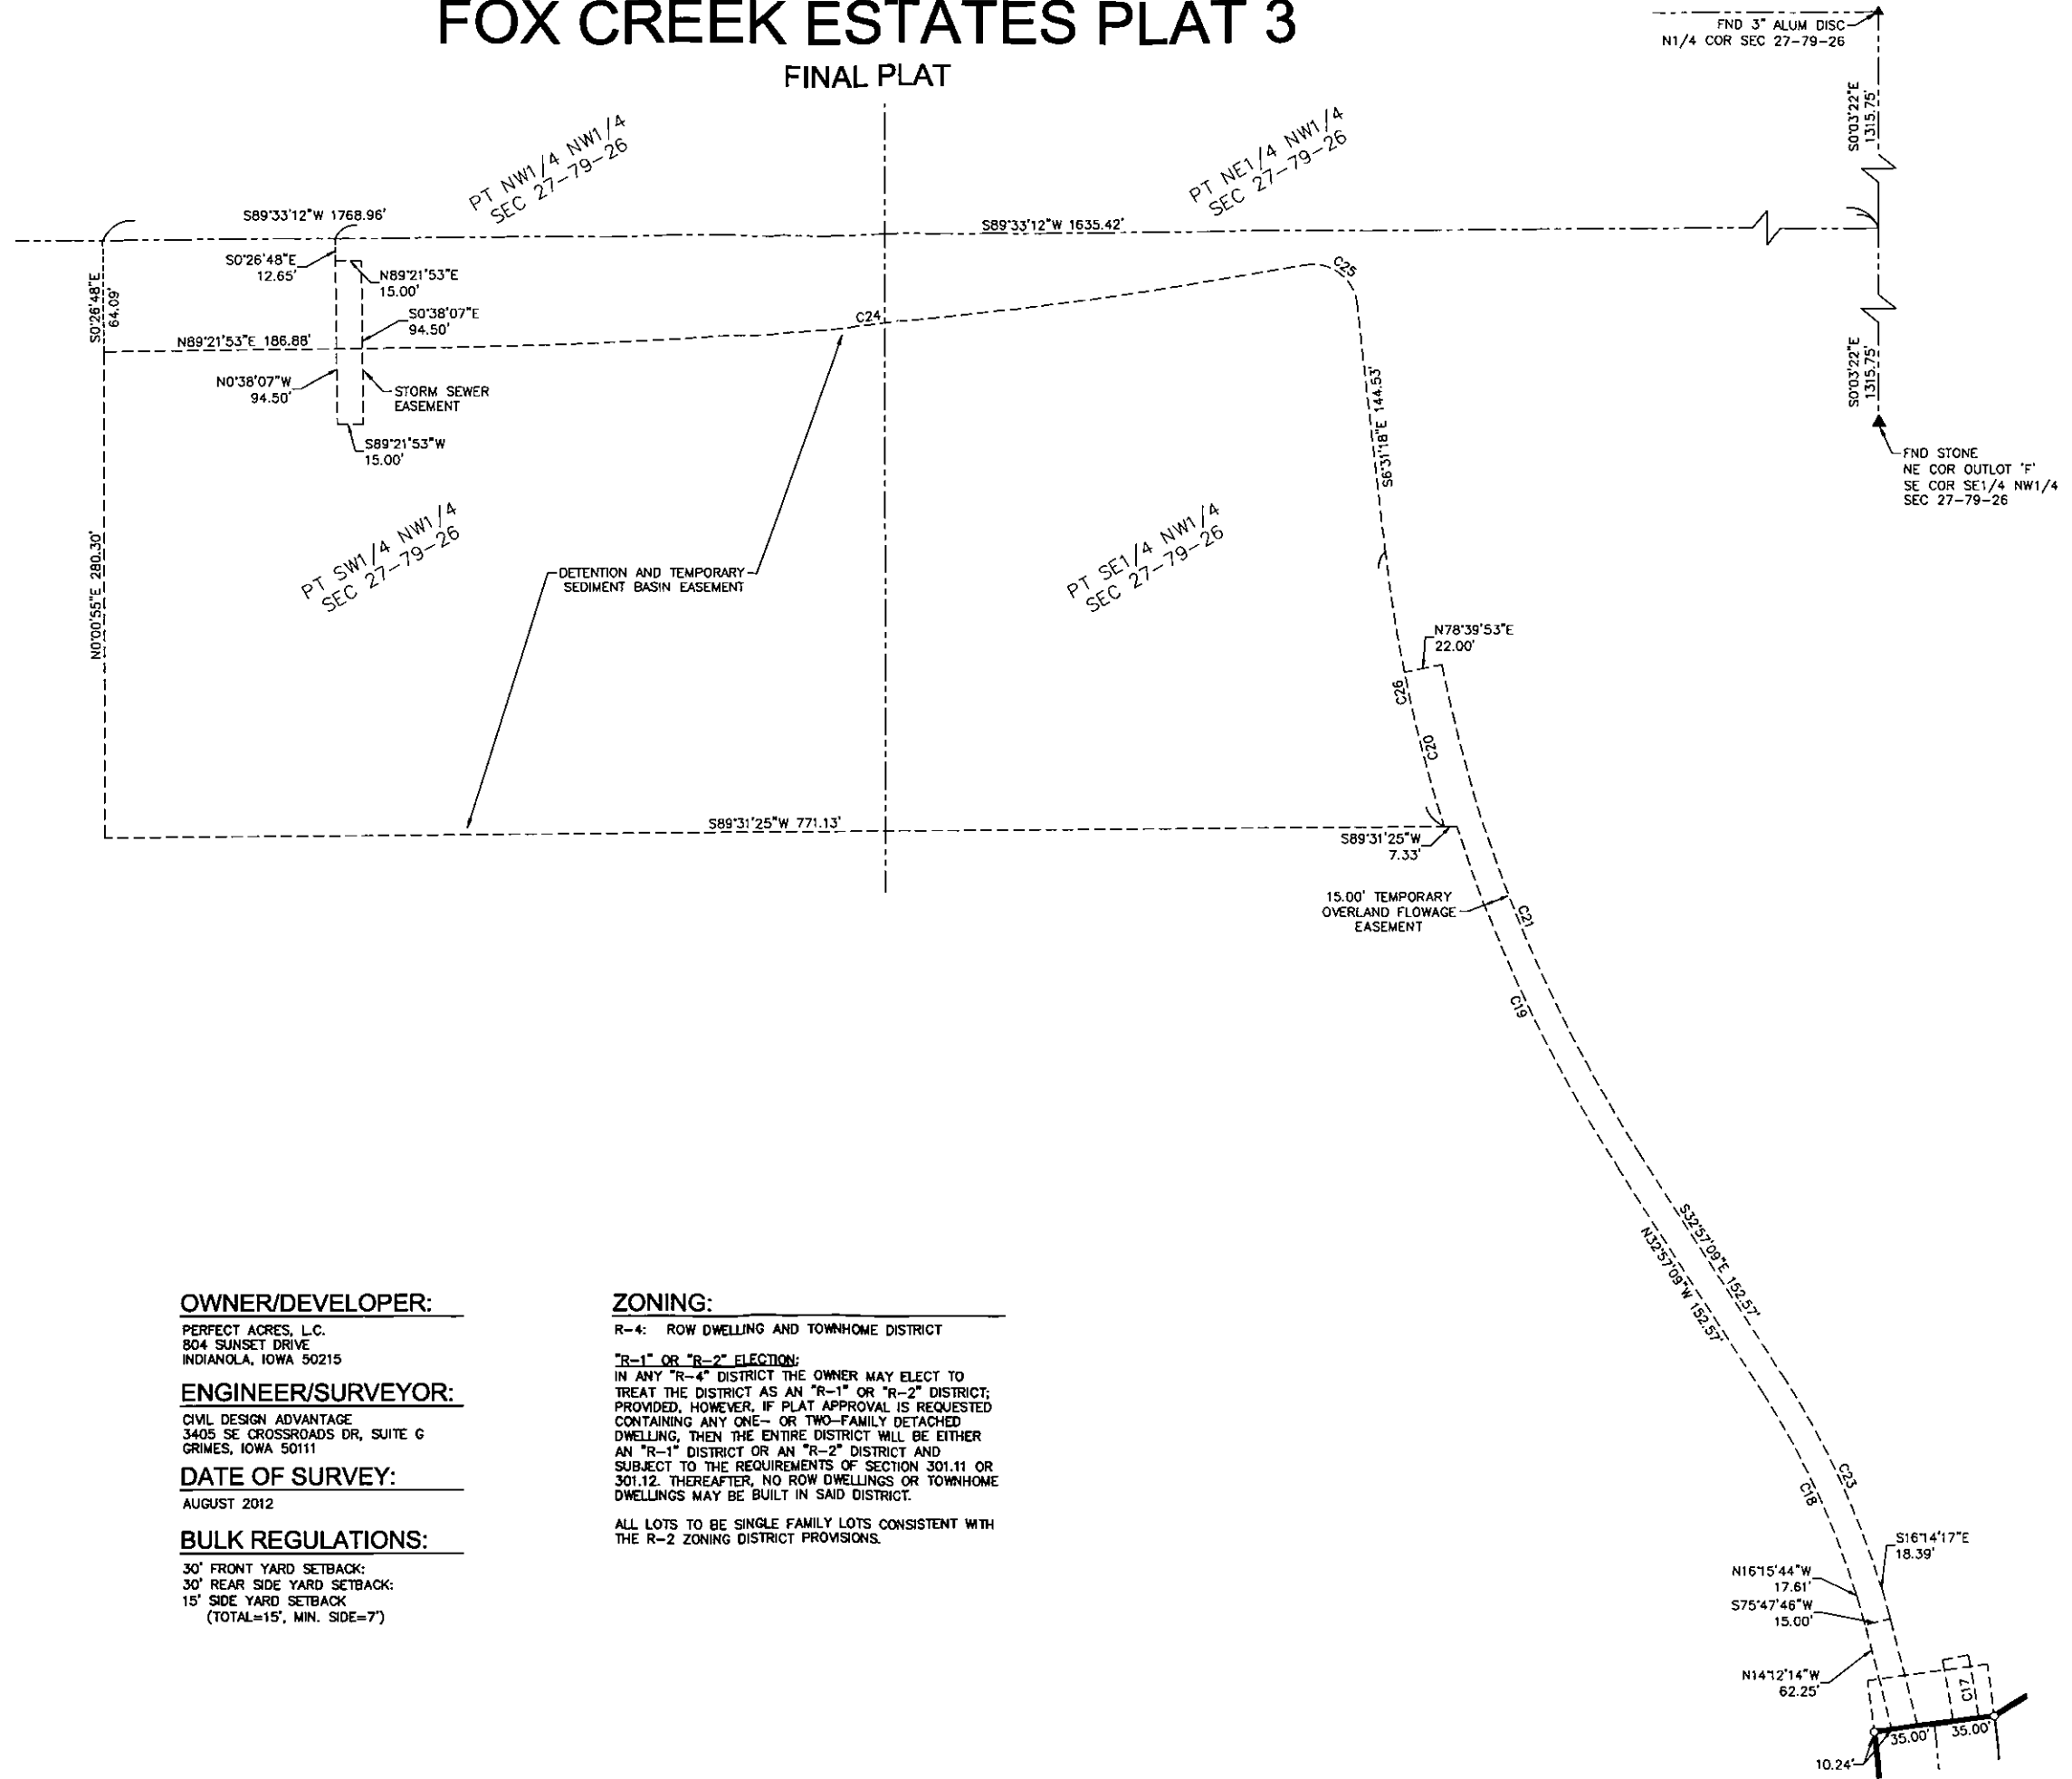 FOX CREEK ESTATES PLAT 3
FINAL PLAT
FND 3" ALUM DISC
N1/4 COR SEC 27-79-26
S0°03'22"E
1315.75'
PT NW1/4 NW1/4
SEC 27-79-26
PT NE1/4 NW1/4
SEC 27-79-26
S89°33'12"W 1768.96'
S89°33'12"W 1635.42'
S0°26'48"E
64.09'
S0°26'48"E
12.65'
N89°21'53"E
15.00'
S0°38'07"E
94.50'
C24
C25
N89°21'53"E 186.88'
N0°38'07"W
94.50'
STORM SEWER
EASEMENT
S89°21'53"W
15.00'
S6°31'18"E 144.53'
S0°03'22"E
1315.75'
FND STONE
NE COR OUTLOT 'F'
SE COR SE1/4 NW1/4
SEC 27-79-26
N0°00'55"E 280.30'
PT SW1/4 NW1/4
SEC 27-79-26
DETENTION AND TEMPORARY
SEDIMENT BASIN EASEMENT
PT SE1/4 NW1/4
SEC 27-79-26
N78°39'53"E
22.00'
C26
C20
S89°31'25"W 771.13'
S89°31'25"W
7.33'
15.00' TEMPORARY
OVERLAND FLOWAGE
EASEMENT
C21
C19
S32°57'09"E 152.57'
N32°57'09"W 152.57'
OWNER/DEVELOPER:
PERFECT ACRES, L.C.
804 SUNSET DRIVE
INDIANOLA, IOWA 50215
ENGINEER/SURVEYOR:
CIVIL DESIGN ADVANTAGE
3405 SE CROSSROADS DR, SUITE G
GRIMES, IOWA 50111
DATE OF SURVEY:
AUGUST 2012
BULK REGULATIONS:
30' FRONT YARD SETBACK:
30' REAR SIDE YARD SETBACK:
15' SIDE YARD SETBACK
(TOTAL=15', MIN. SIDE=7')
ZONING:
R-4: ROW DWELLING AND TOWNHOME DISTRICT
"R-1" OR "R-2" ELECTION:
IN ANY "R-4" DISTRICT THE OWNER MAY ELECT TO
TREAT THE DISTRICT AS AN "R-1" OR "R-2" DISTRICT;
PROVIDED, HOWEVER, IF PLAT APPROVAL IS REQUESTED
CONTAINING ANY ONE- OR TWO-FAMILY DETACHED
DWELLING, THEN THE ENTIRE DISTRICT WILL BE EITHER
AN "R-1" DISTRICT OR AN "R-2" DISTRICT AND
SUBJECT TO THE REQUIREMENTS OF SECTION 301.11 OR
301.12. THEREAFTER, NO ROW DWELLINGS OR TOWNHOME
DWELLINGS MAY BE BUILT IN SAID DISTRICT.
ALL LOTS TO BE SINGLE FAMILY LOTS CONSISTENT WITH
THE R-2 ZONING DISTRICT PROVISIONS.
C23
C18
S16°14'17"E
18.39'
N16°15'44"W
17.61'
S75°47'46"W
15.00'
N14°12'14"W
62.25'
C17
35.00'
35.00'
10.24'